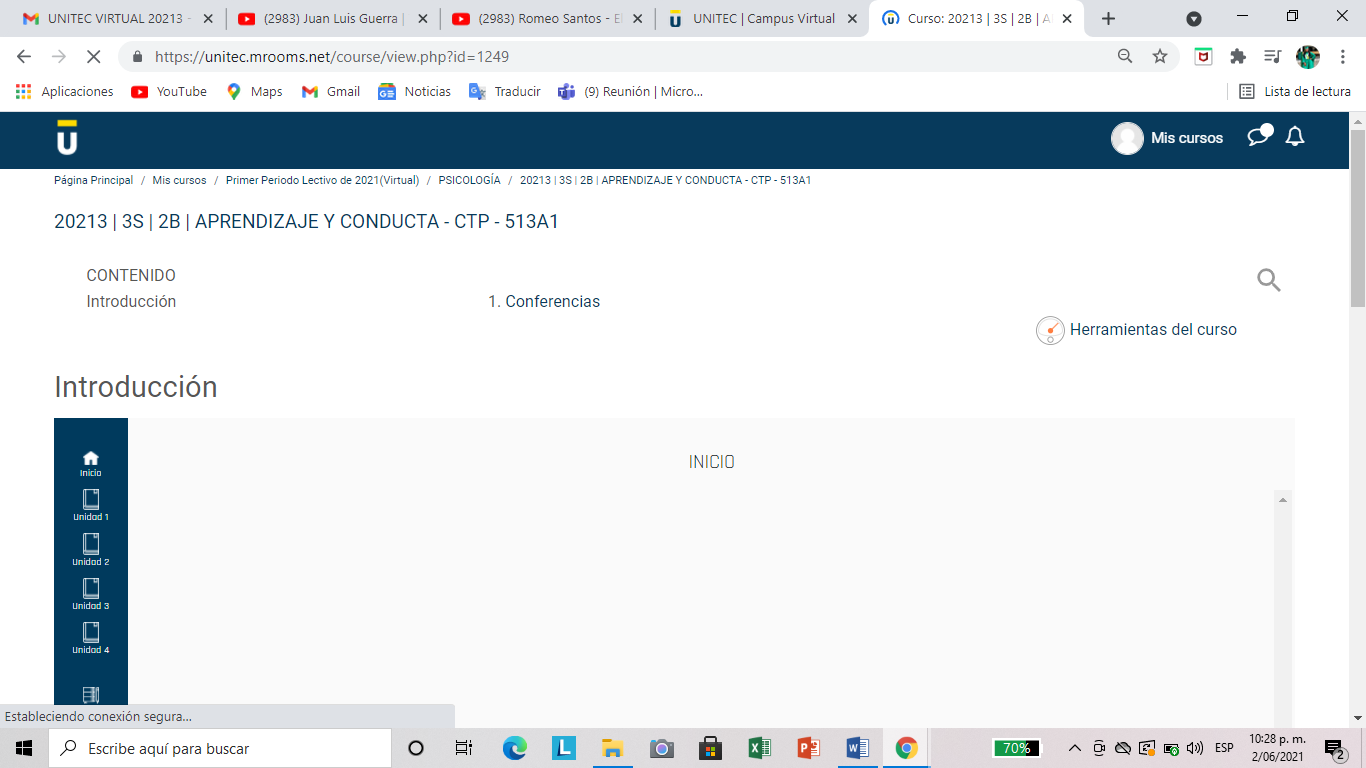 UNITEC VIRTUAL 20213 -
(2983) Juan Luis Guerra |
(2983) Romeo Santos - El
UNITEC | Campus Virtual
Curso: 20213 | 3S | 2B | A
https://unitec.mrooms.net/course/view.php?id=1249
Aplicaciones
YouTube
Maps
Gmail
Noticias
Traducir
(9) Reunión | Micro...
Lista de lectura
Mis cursos
Página Principal / Mis cursos / Primer Periodo Lectivo de 2021(Virtual) / PSICOLOGÍA / 20213 | 3S | 2B | APRENDIZAJE Y CONDUCTA - CTP - 513A1
20213 | 3S | 2B | APRENDIZAJE Y CONDUCTA - CTP - 513A1
CONTENIDO
Introducción
1. Conferencias
Herramientas del curso
Introducción
INICIO
Inicio
Unidad 1
Unidad 2
Unidad 3
Unidad 4
Estableciendo conexión segura...
Escribe aquí para buscar
70%
ESP
10:28 p. m.
2/06/2021
2